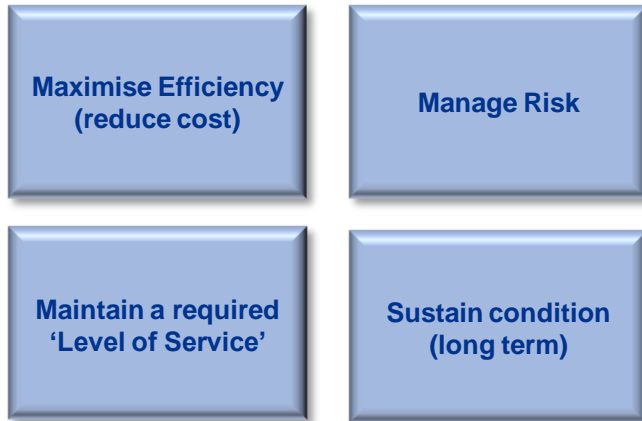 Maximise Efficiency
(reduce cost)
Manage Risk
Maintain a required
‘Level of Service’
Sustain condition
(long term)